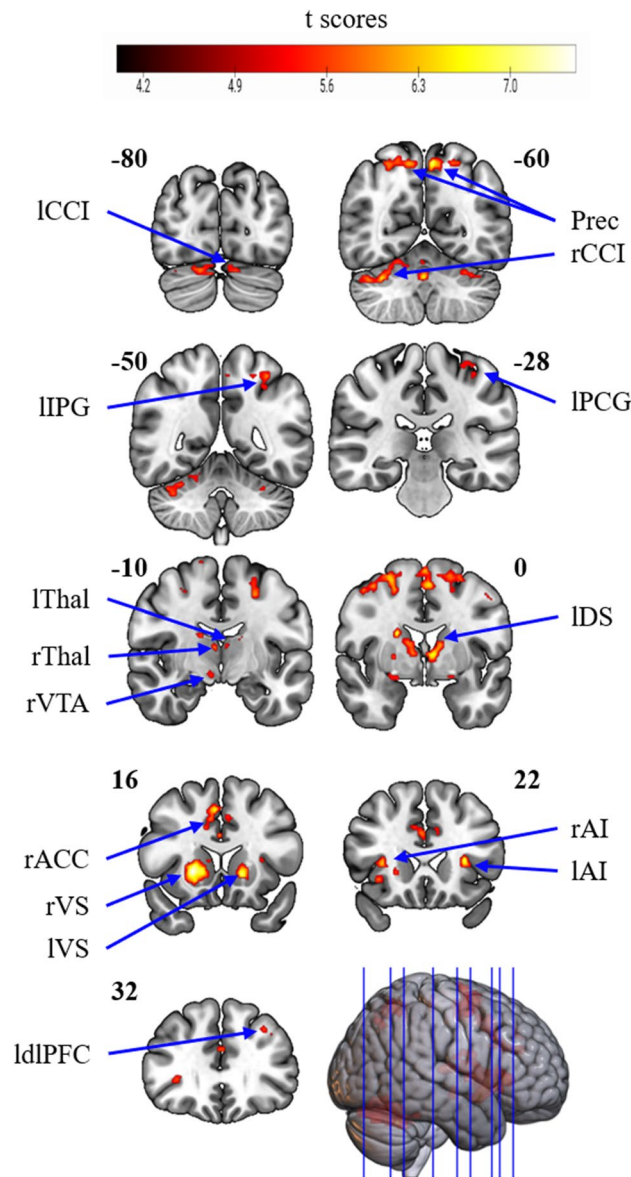 t scores
4.2 4.9 5.6 6.3 7.0
-80 -60
lCCI
Prec
rCCI
-50 -28
lIPG lPCG
-10 0
lThal
lDS
rThal
rVTA
16 22
rACC rAI
rVS lAI
lVS
32
ldlPFC